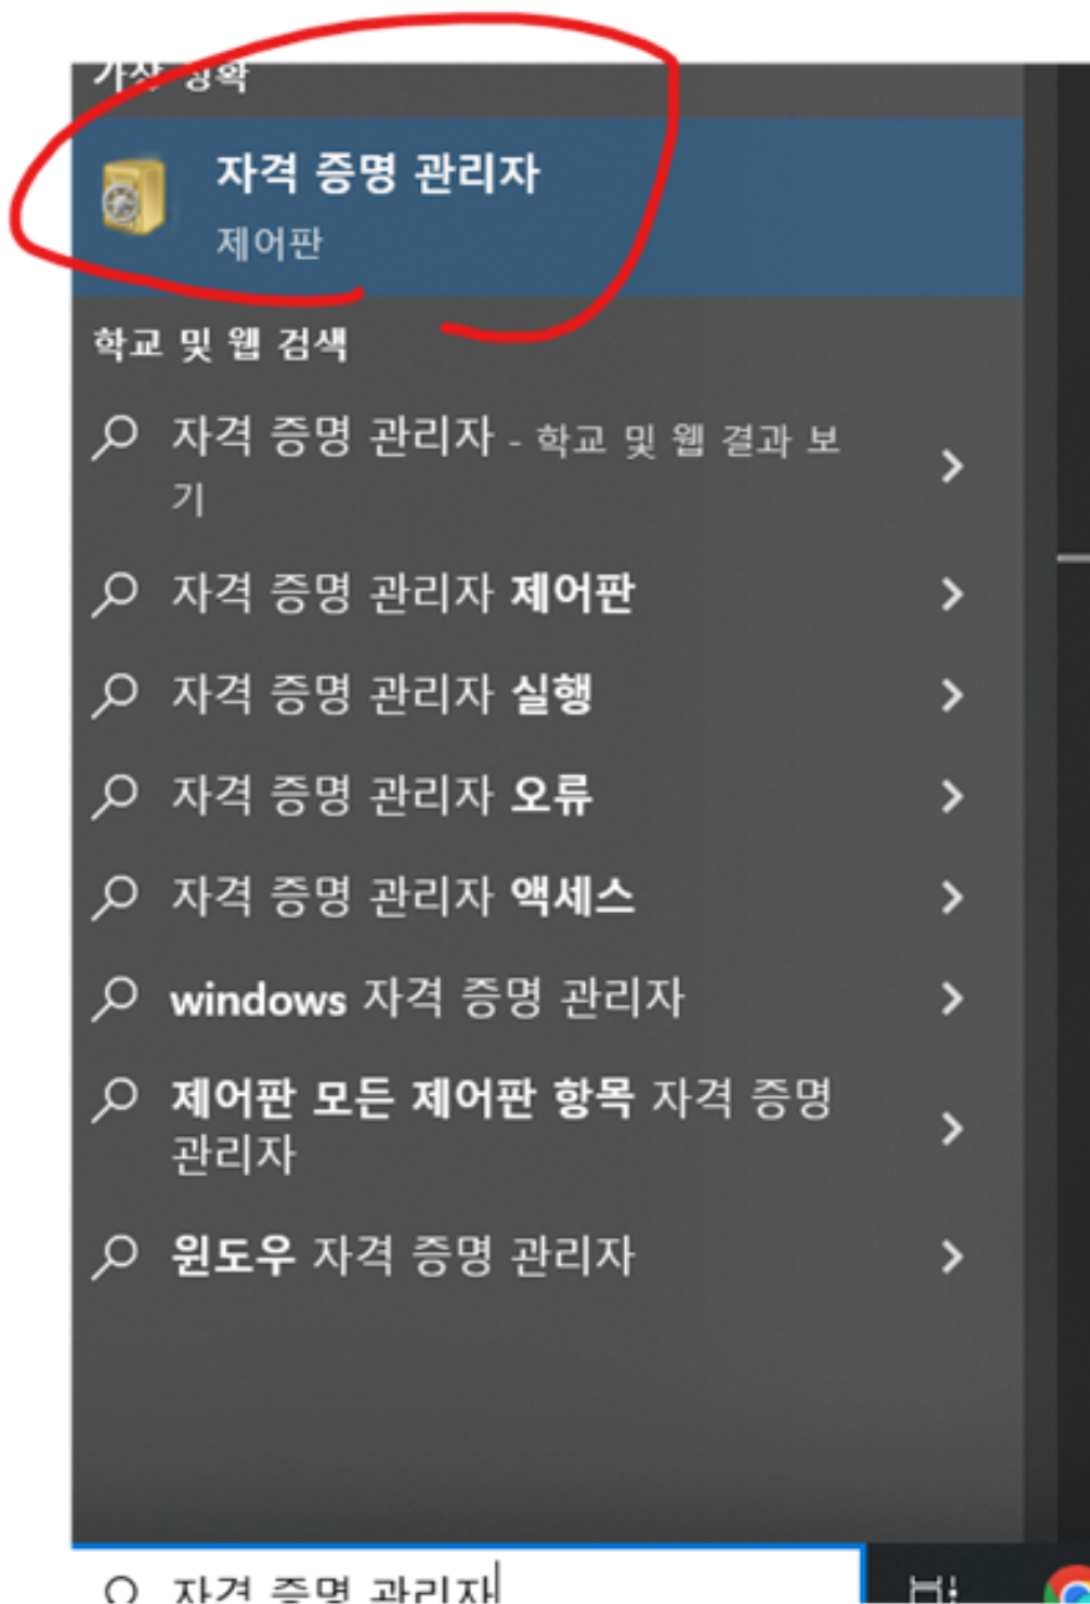 가장 정확
자격 증명 관리자
제어판
학교 및 웹 검색
자격 증명 관리자 - 학교 및 웹 결과 보
기
자격 증명 관리자 제어판
자격 증명 관리자 실행
자격 증명 관리자 오류
자격 증명 관리자 액세스
windows 자격 증명 관리자
제어판 모든 제어판 항목 자격 증명
관리자
윈도우 자격 증명 관리자
자격 증명 관리자